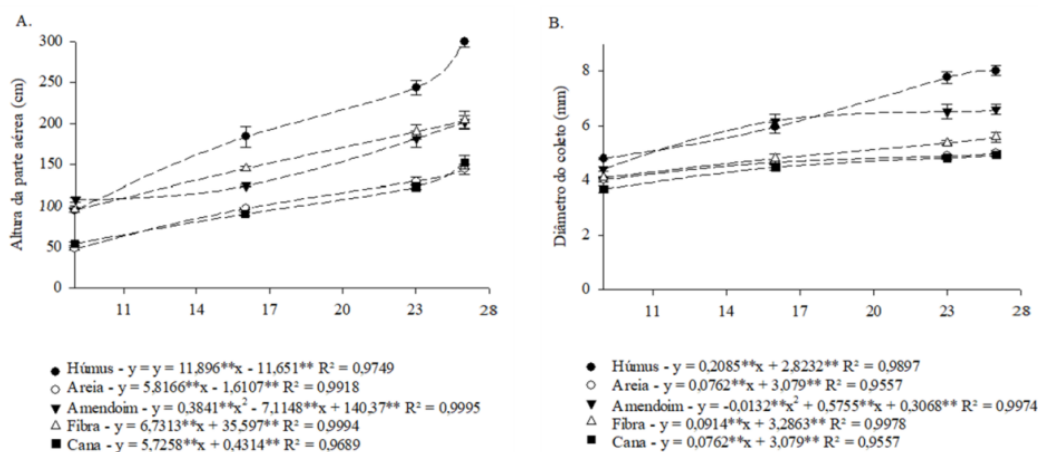 A.
Altura da parte aérea (cm)
300
250
200
150
100
50
0
11
14
17
20
23
28
Húmus - y = y = 11,896**x - 11,651** R² = 0,9749
Areia - y = 5,8166**x - 1,6107** R² = 0,9918
Amendoim - y = 0,3841**x² - 7,1148**x + 140,37** R² = 0,9995
Fibra - y = 6,7313**x + 35,597** R² = 0,9994
Cana - y = 5,7258**x + 0,4314** R² = 0,9689
B.
Diâmetro do coleto (mm)
8
6
4
2
0
11
14
17
20
23
28
Húmus - y = 0,2085**x + 2,8232** R² = 0,9897
Areia - y = 0,0762**x + 3,079** R² = 0,9557
Amendoim - y = -0,0132**x² + 0,5755**x + 0,3068** R² = 0,9974
Fibra - y = 0,0914**x + 3,2863** R² = 0,9978
Cana - y = 0,0762**x + 3,079** R² = 0,9557